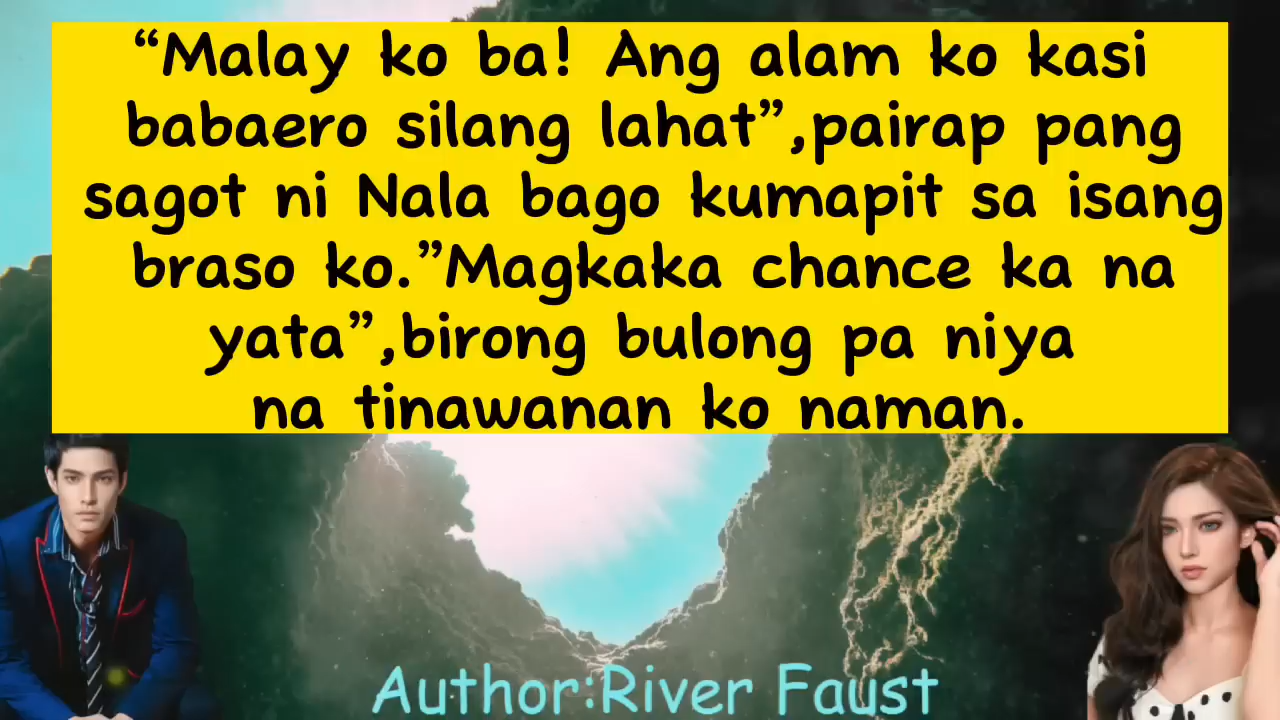 “Malay ko ba! Ang alam ko kasi
babaero silang lahat”,pairap pang
sagot ni Nala bago kumapit sa isang
braso ko.”Magkaka chance ka na
yata”,birong bulong pa niya
na tinawanan ko naman.
Author:River Faust